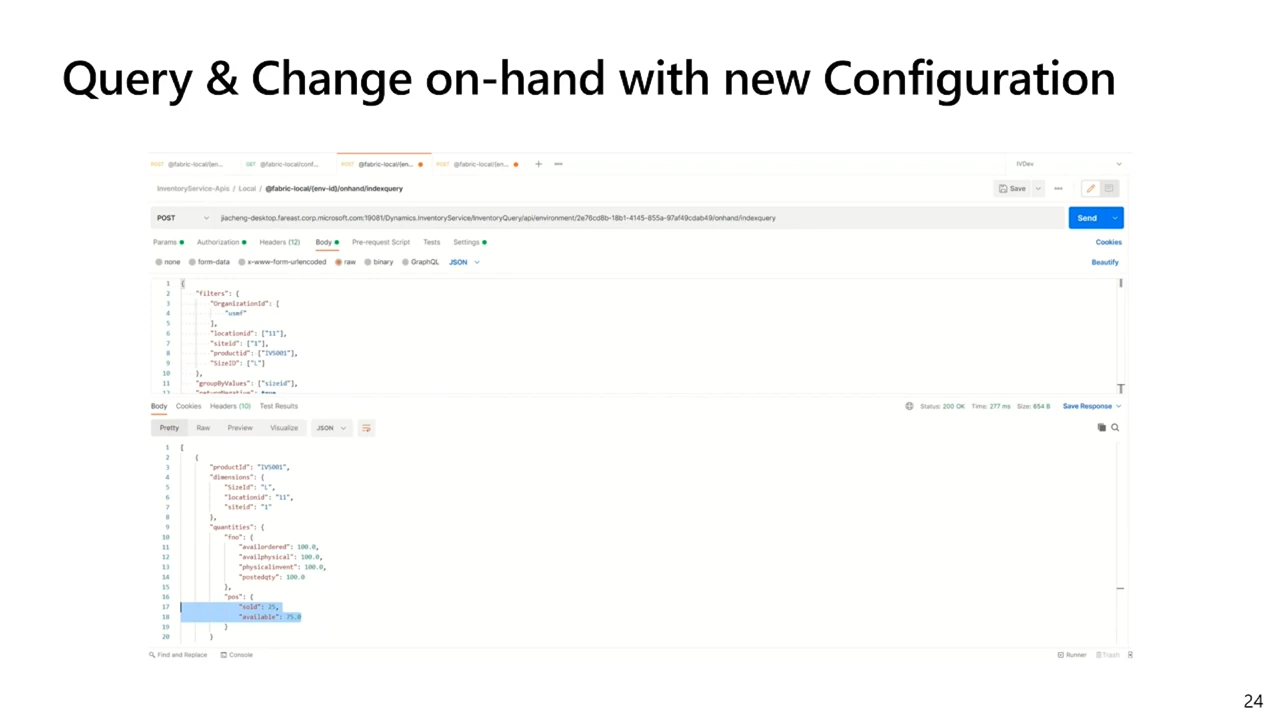 Query & Change on-hand with new Configuration
POST @fabric-local/{en... GET @fabric-local/conf... POST @fabric-local/{en... POST @fabric-local/{en... + ••• IVDev
InventoryService-Apis / Local / @fabric-local/{env-id}/onhand/indexquery Save •••
POST jiacheng-desktop.fareast.corp.microsoft.com:19081/Dynamics.InventoryService/InventoryQuery/api/environment/2e76cd8b-18b1-4145-855a-97af49cdab49/onhand/indexquery Send
Params Authorization Headers (12) Body Pre-request Script Tests Settings Cookies
none form-data x-www-form-urlencoded raw binary GraphQL JSON Beautify
1 {
2 "filters": {
3 "OrganizationId": [
4 "usmf"
5 ],
6 "locationid": ["11"],
7 "siteid": ["1"],
8 "productid": ["IVS001"],
9 "SizeID": ["L"]
10 },
11 "groupByValues": ["sizeid"],
12 "returnNegative": true
Body Cookies Headers (10) Test Results Status: 200 OK Time: 277 ms Size: 654 B Save Response
Pretty Raw Preview Visualize JSON
1 [
2 {
3 "productId": "IVS001",
4 "dimensions": {
5 "SizeId": "L",
6 "locationid": "11",
7 "siteid": "1"
8 },
9 "quantities": {
10 "fno": {
11 "availordered": 100.0,
12 "availphysical": 100.0,
13 "physicalinvent": 100.0,
14 "postedqty": 100.0
15 },
16 "pos": {
17 "sold": 25,
18 "available": 75.0
19 }
20 }
Find and Replace Console Runner Trash
24